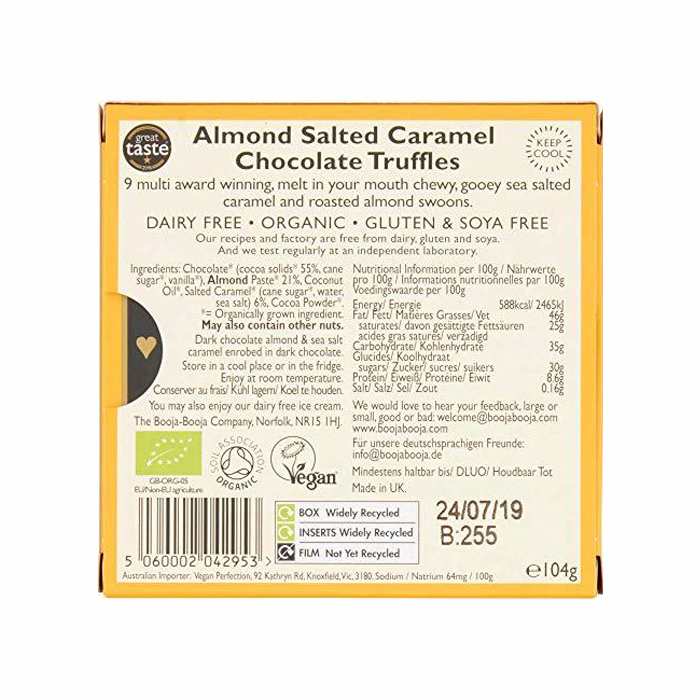 great
taste
Almond Salted Caramel
Chocolate Truffles
KEEP
COOL
9 multi award winning, melt in your mouth chewy, gooey sea salted
caramel and roasted almond swoons.
DAIRY FREE • ORGANIC • GLUTEN & SOYA FREE
Our recipes and factory are free from dairy, gluten and soya.
And we test regularly at an independent laboratory.
Ingredients: Chocolate* (cocoa solids* 55%, cane
sugar*, vanilla*), Almond Paste* 21%, Coconut
Oil*, Salted Caramel* (cane sugar*, water,
sea salt) 6%, Cocoa Powder*.
*= Organically grown ingredient.
May also contain other nuts.
Dark chocolate almond & sea salt
caramel enrobed in dark chocolate.
Store in a cool place or in the fridge.
Enjoy at room temperature.
Conserver au frais/ Kühl lagern/ Koel te houden.
You may also enjoy our dairy free ice cream.
The Booja-Booja Company, Norfolk, NR15 1HJ.
Nutritional Information per 100g / Nährwerte
pro 100g / Informations nutritionnelles par 100g
Voedingswaarde per 100g
Energy/ Energie 588kcal/ 2465kJ
Fat/ Fett/ Matières Grasses/ Vet 46g
saturates/ davon gesättigte Fettsäuren 25g
acides gras saturés/ verzadigd
Carbohydrate/ Kohlenhydrate 35g
Glucides/ Koolhydraat
sugars/ Zucker/ sucres/ suikers 30g
Protein/ Eiweiß/ Protéines/ Eiwit 8.6g
Salt/ Salz/ Sel/ Zout 0.16g
We would love to hear your feedback, large or
small, good or bad: welcome@boojabooja.com
Für unsere deutschsprachigen Freunde:
info@boojabooja.de
Mindestens haltbar bis/ DLUO/ Houdbaar Tot
Made in UK.
GB-ORG-05
EU/Non-EU agriculture
SOIL ASSOCIATION
ORGANIC
Vegan
BOX Widely Recycled
INSERTS Widely Recycled
FILM Not Yet Recycled
24/07/19
B:255
5 060002 042953 >
Australian Importer: Vegan Perfection, 92 Kathryn Rd, Knoxfield, Vic, 3180. Sodium / Natrium 64mg / 100g
℮104g